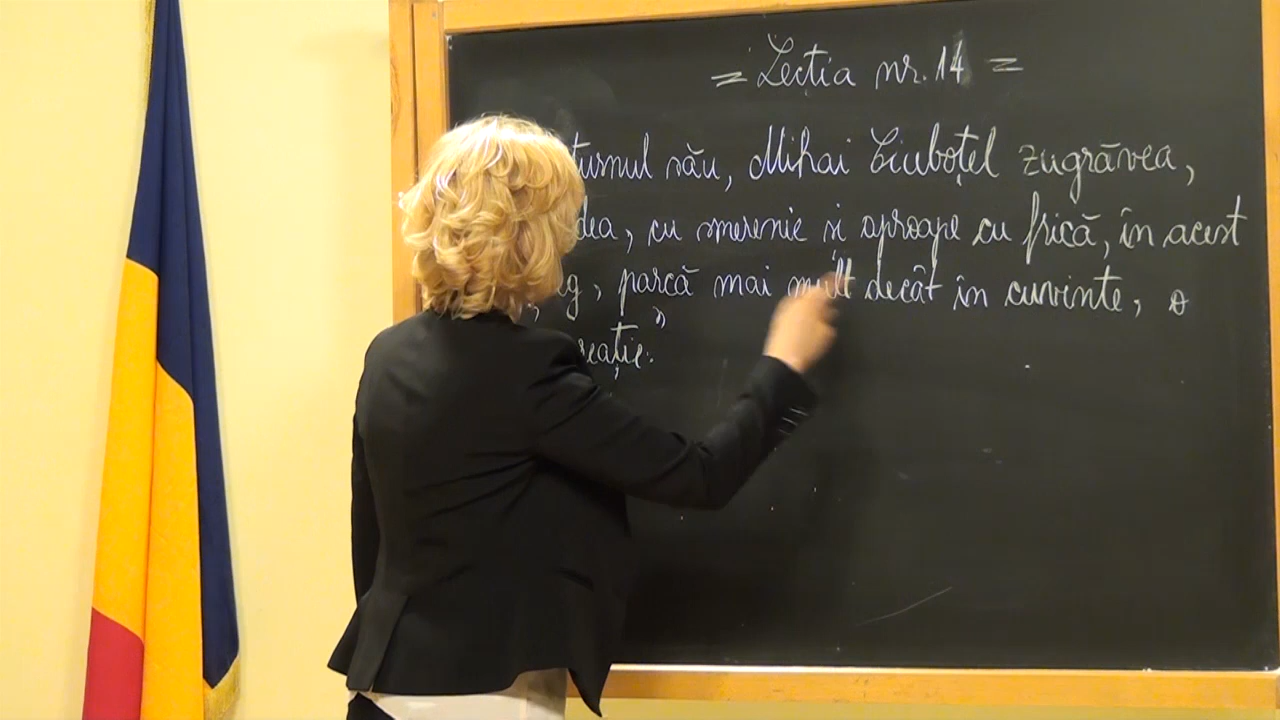 = Lecția nr. 14 =
turnul său, Mihai Ciuboțel zugrăvea,
dea, cu smerenie și aproape cu frică, în acest
g, parcă mai mult decât în cuvinte, o
reație.